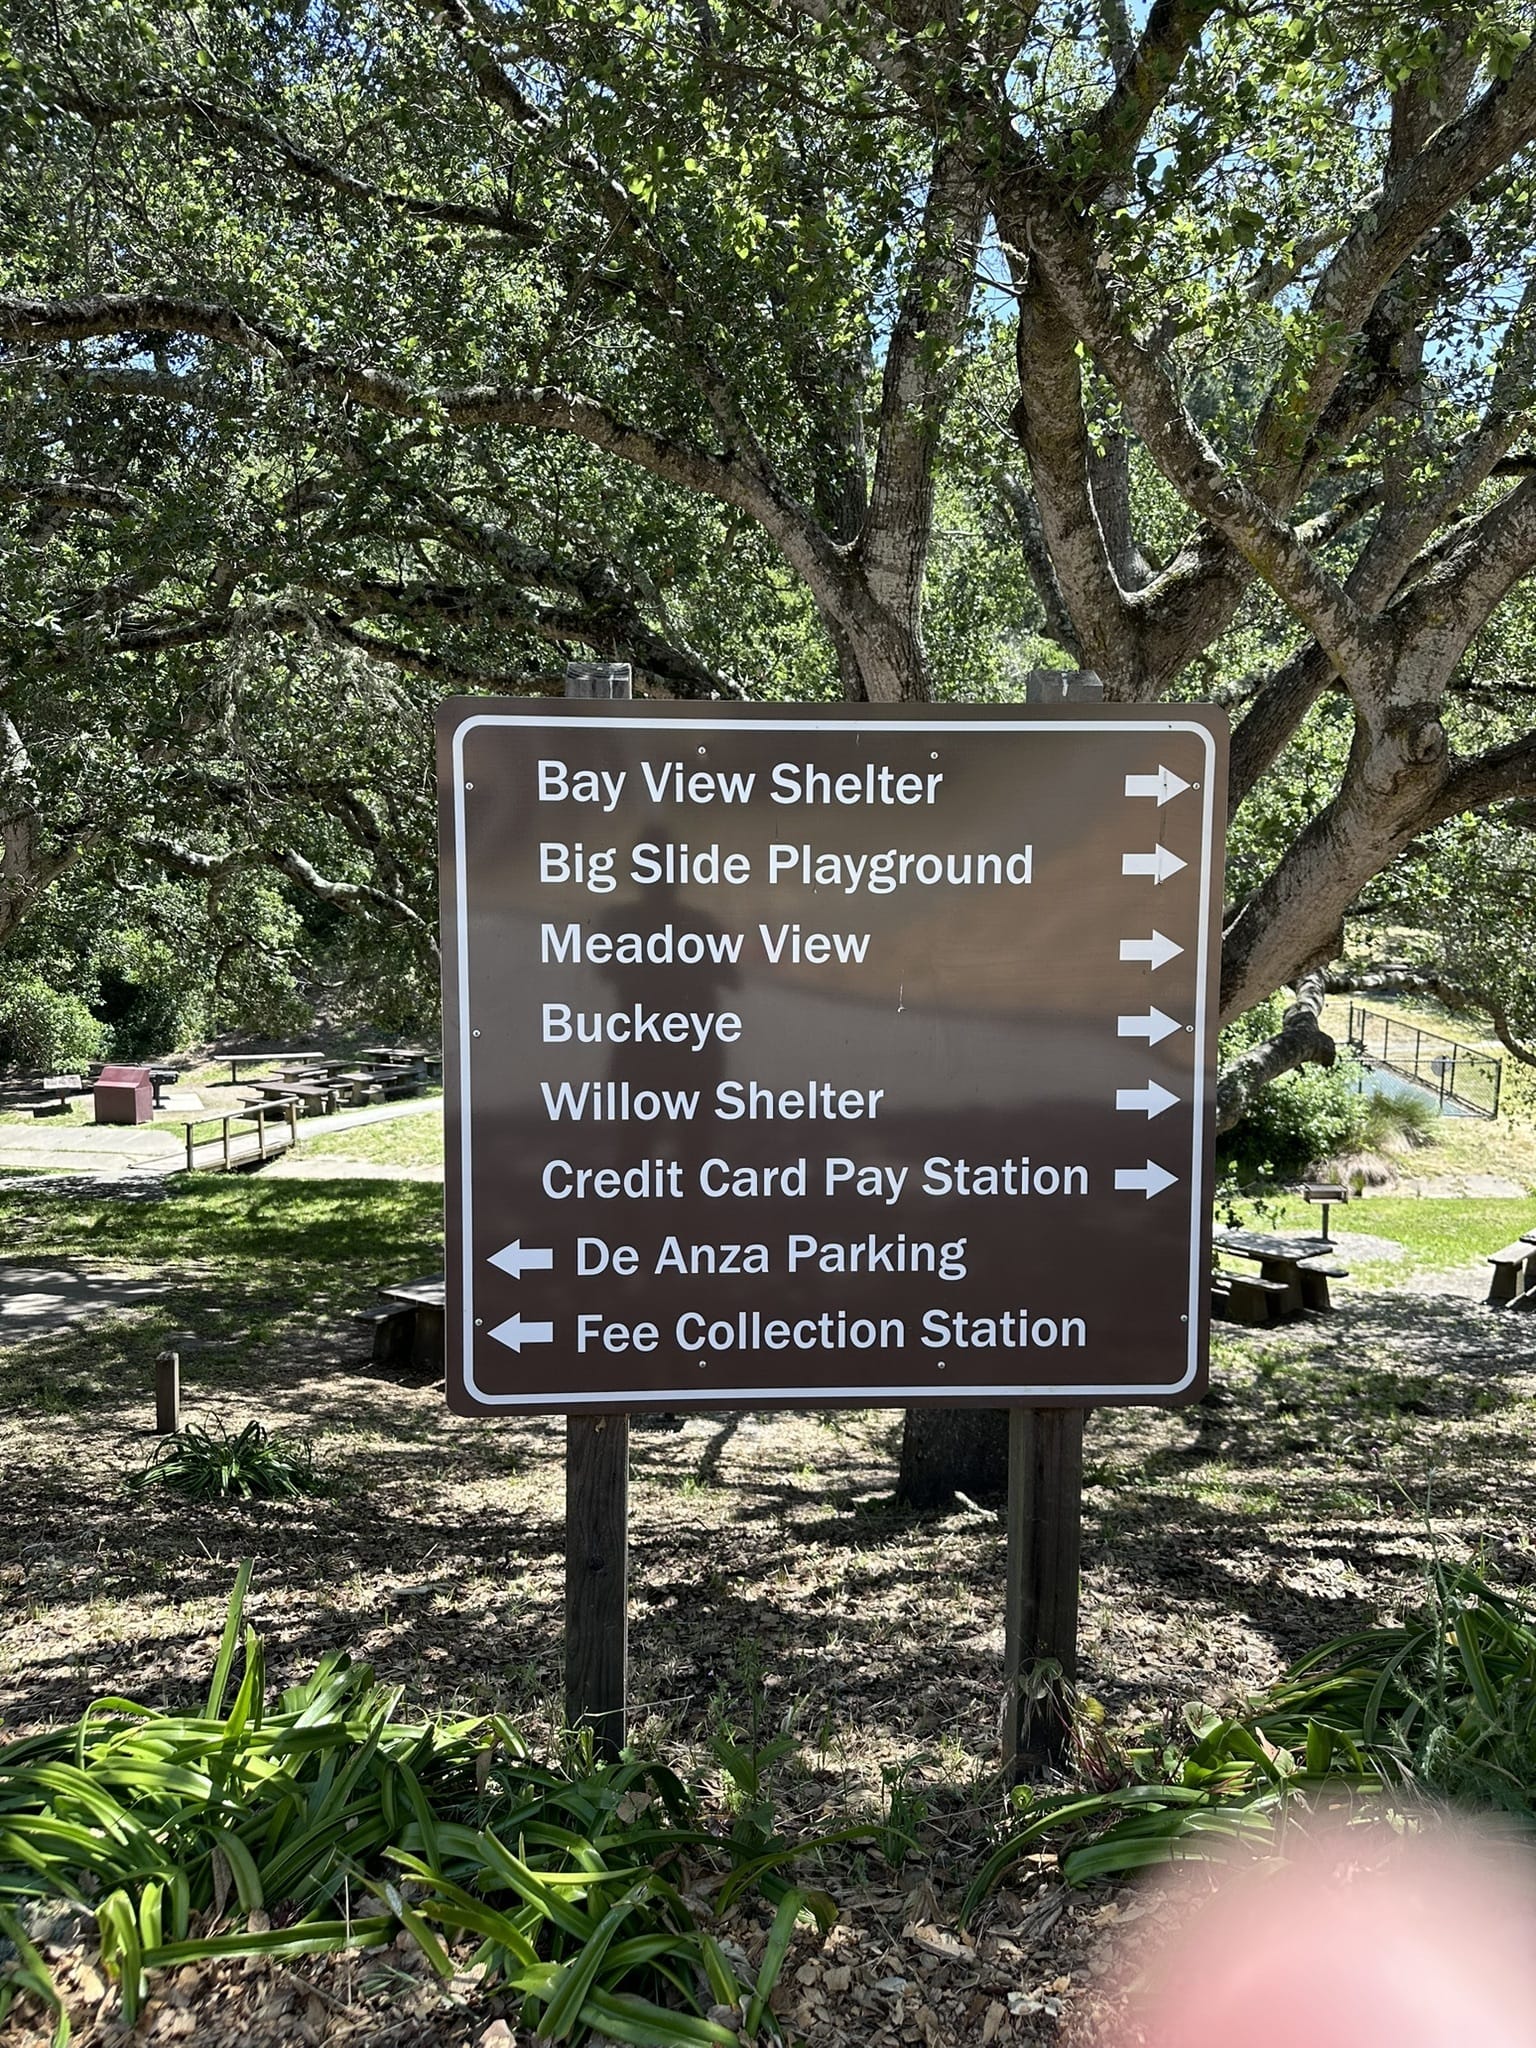 Bay View Shelter
Big Slide Playground
Meadow View
Buckeye
Willow Shelter
Credit Card Pay Station
De Anza Parking
Fee Collection Station